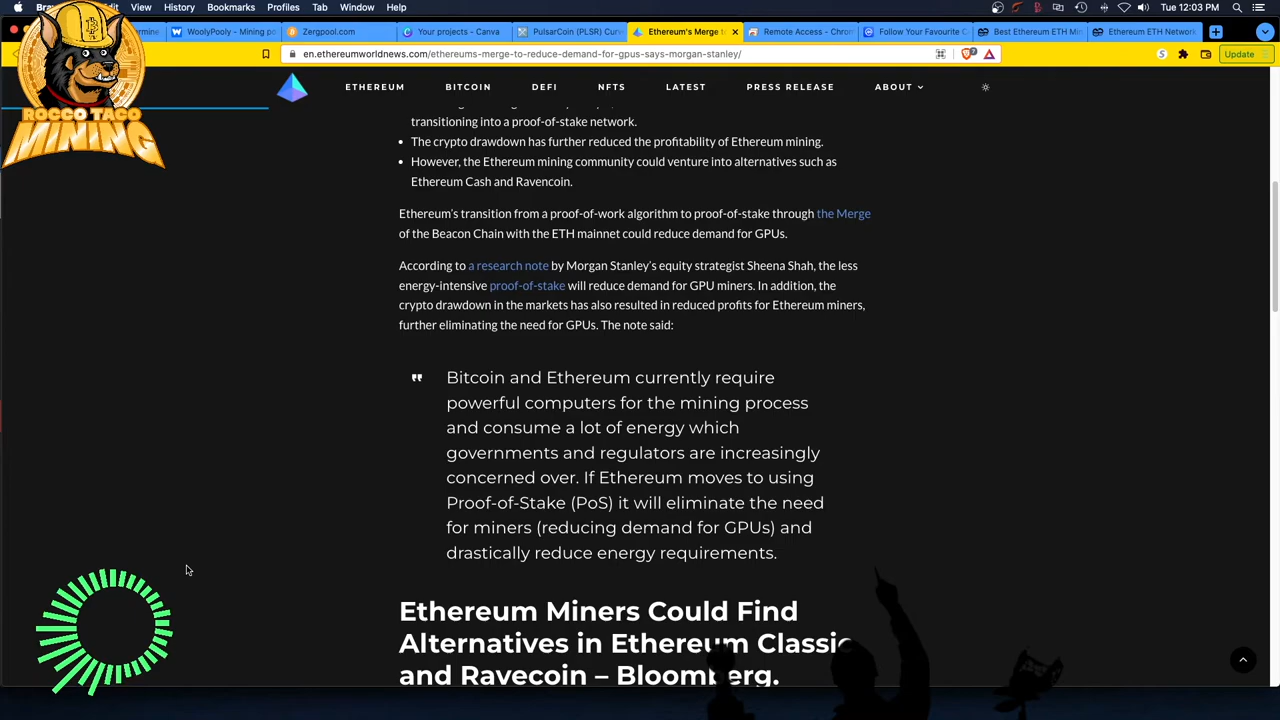 Brav
View
History
Bookmarks
Profiles
Tab
Window
Help
Tue 12:03 PM
WoolyPooly - Mining po
Zergpool.com
Your projects - Canva
PulsarCoin (PLSR) Cur
Ethereum's Merge to
Remote Access - Chrom
Follow Your Favourite C
Best Ethereum ETH Min
Ethereum ETH Network
en.ethereumworldnews.com/ethereums-merge-to-reduce-demand-for-gpus-says-morgan-stanley/
Update
ROCCO TACO
MINING
ETHEREUM
BITCOIN
DEFI
NFTS
LATEST
PRESS RELEASE
ABOUT
transitioning into a proof-of-stake network.
• The crypto drawdown has further reduced the profitability of Ethereum mining.
• However, the Ethereum mining community could venture into alternatives such as
Ethereum Cash and Ravencoin.
Ethereum's transition from a proof-of-work algorithm to proof-of-stake through the Merge
of the Beacon Chain with the ETH mainnet could reduce demand for GPUs.
According to a research note by Morgan Stanley's equity strategist Sheena Shah, the less
energy-intensive proof-of-stake will reduce demand for GPU miners. In addition, the
crypto drawdown in the markets has also resulted in reduced profits for Ethereum miners,
further eliminating the need for GPUs. The note said:
Bitcoin and Ethereum currently require
powerful computers for the mining process
and consume a lot of energy which
governments and regulators are increasingly
concerned over. If Ethereum moves to using
Proof-of-Stake (PoS) it will eliminate the need
for miners (reducing demand for GPUs) and
drastically reduce energy requirements.
Ethereum Miners Could Find
Alternatives in Ethereum Classic
and Ravecoin – Bloomberg.